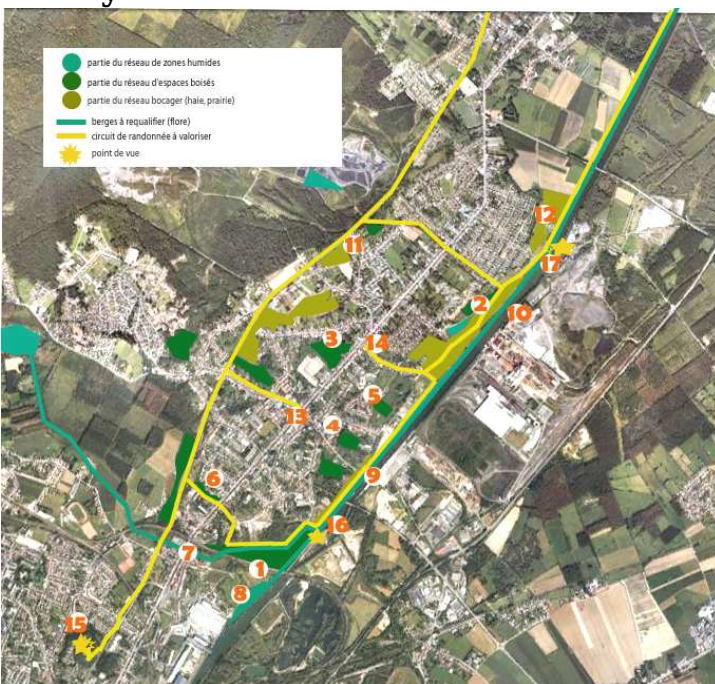 partie du réseau de zones humides
partie du réseau d'espaces boisés
partie du réseau bocager (haie, prairie)
berges à requalifier (flore)
circuit de randonnée à valoriser
point de vue
12
11
17
2
10
3
14
5
13
4
9
6
16
7
1
8
15